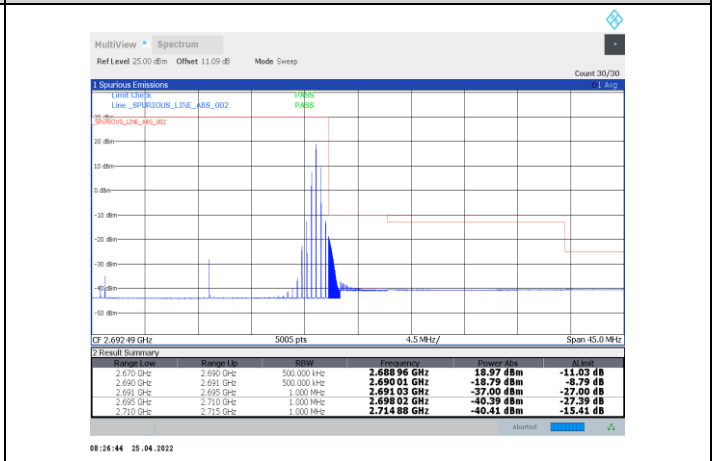 MultiView Spectrum
Ref Level 25.00 dBm Offset 11.09 dB Mode Sweep
Count 30/30
1 Spurious Emissions 1 Avg
Limit Check PASS
Line _SPURIOUS_LINE_ABS_002 PASS
30 dBm
_SPURIOUS_LINE_ABS_002
20 dBm
10 dBm
0 dBm
-10 dBm
-20 dBm
-30 dBm
-40 dBm
-50 dBm
CF 2.692 49 GHz 5005 pts 4.5 MHz/ Span 45.0 MHz
2 Result Summary
Range Low Range Up RBW Frequency Power Abs ΔLimit
2.670 GHz 2.690 GHz 500.000 kHz 2.688 96 GHz 18.97 dBm -11.03 dB
2.690 GHz 2.691 GHz 500.000 kHz 2.690 01 GHz -18.79 dBm -8.79 dB
2.691 GHz 2.695 GHz 1.000 MHz 2.691 03 GHz -37.00 dBm -27.00 dB
2.695 GHz 2.710 GHz 1.000 MHz 2.698 02 GHz -40.39 dBm -27.39 dB
2.710 GHz 2.715 GHz 1.000 MHz 2.714 88 GHz -40.41 dBm -15.41 dB
Aborted
08:26:44 25.04.2022